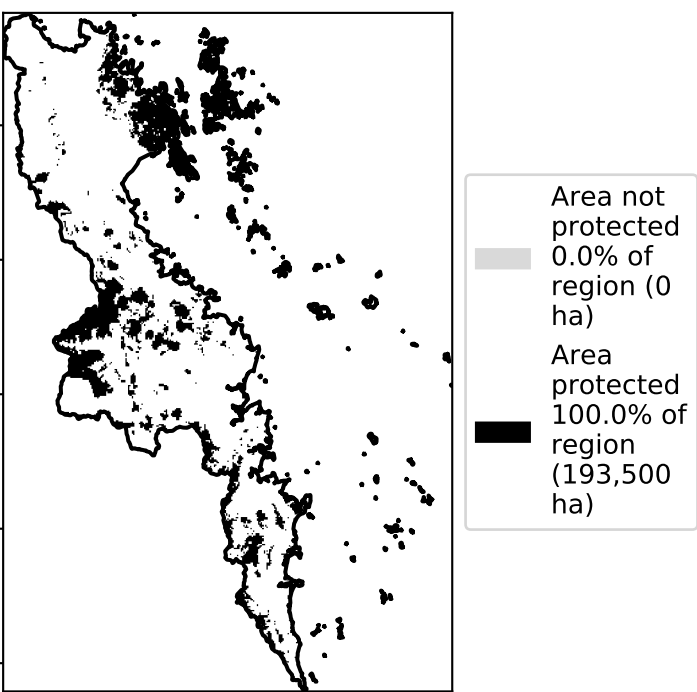 Area not
protected
0.0% of
region (0
ha)
Area
protected
100.0% of
region
(193,500
ha)